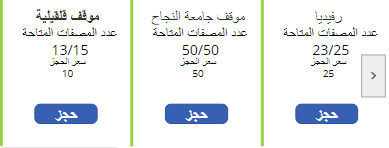 رفيديا
عدد المصفات المتاحة
23/25
سعر الحجز
25
حجز
موقف جامعة النجاح
عدد المصفات المتاحة
50/50
سعر الحجز
50
حجز
موقف قلقيلية
عدد المصفات المتاحة
13/15
سعر الحجز
10
حجز